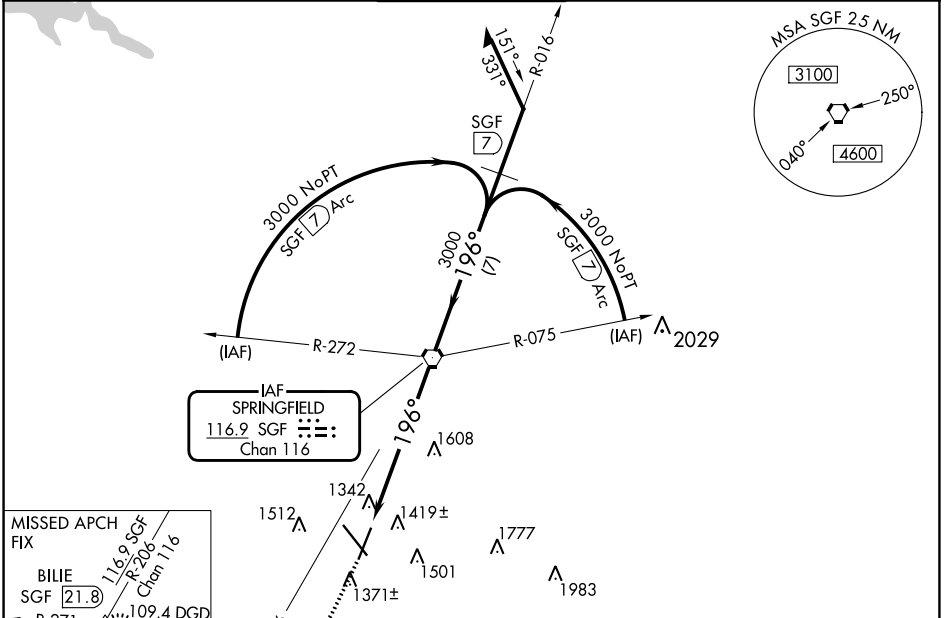 MSA SGF 25 NM
3100
250°
040°
4600
151°
331°
R-016
SGF
7
3000 NoPT
SGF 7 Arc
3000 NoPT
SGF 7 Arc
3000
196°
(7)
(IAF)
R-272
R-075
(IAF)
2029
IAF
SPRINGFIELD
116.9 SGF
Chan 116
196°
1608
1342
1512
1419±
1777
1501
1371±
1983
MISSED APCH
FIX
116.9 SGF
R-206
Chan 116
BILIE
SGF 21.8
109.4 DGD
R-271